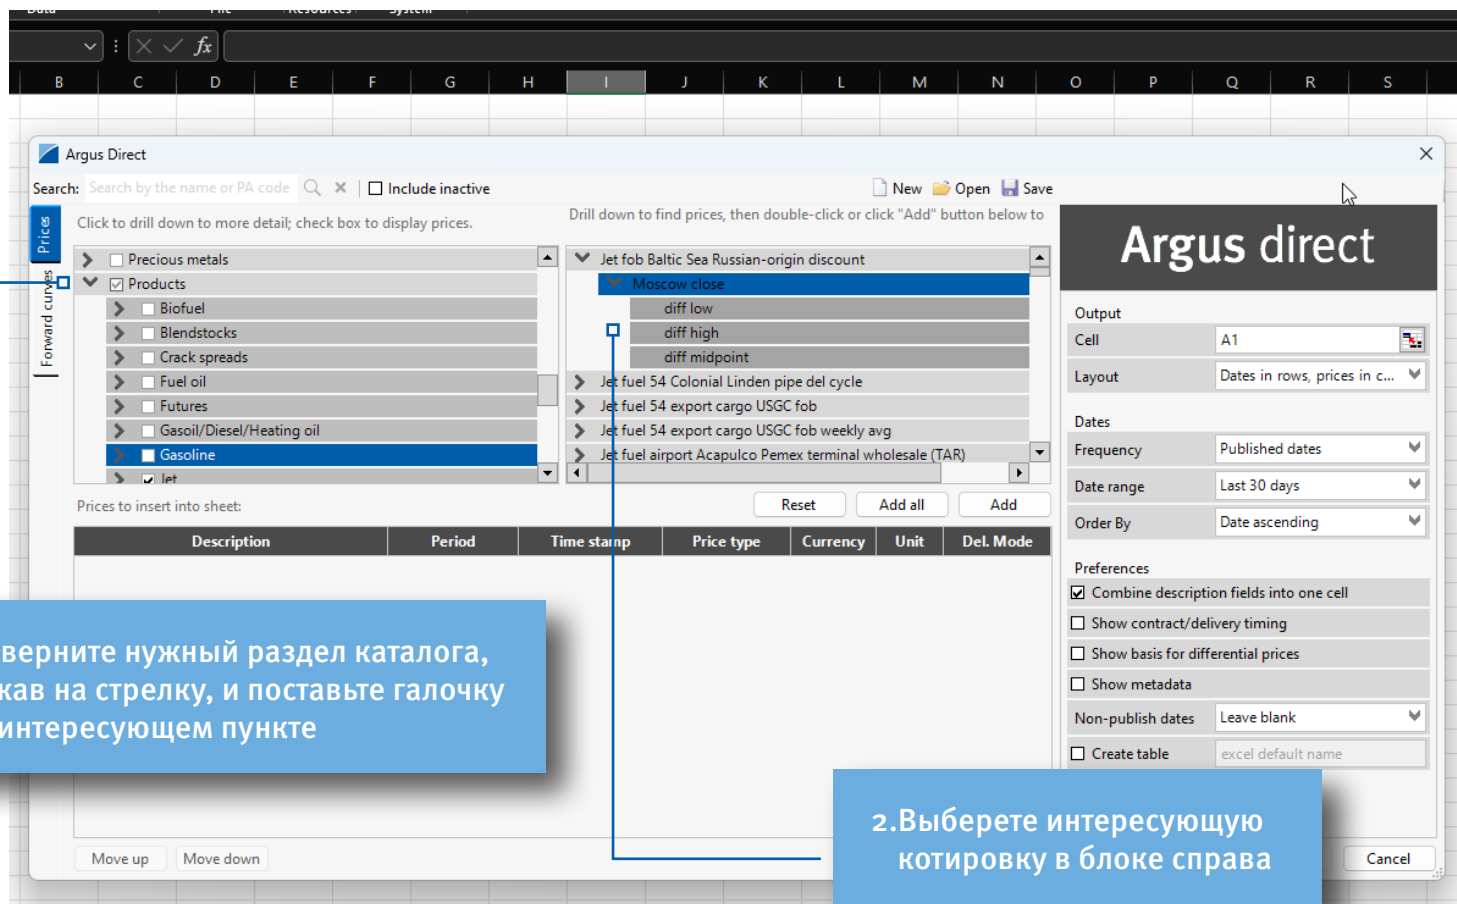 Data File Resources System
fx
B C D E F G H I J K L M N O P Q R S
Argus Direct
Search: Search by the name or PA code Include inactive New Open Save
Prices
Forward curves
Click to drill down to more detail; check box to display prices.
Precious metals
Products
Biofuel
Blendstocks
Crack spreads
Fuel oil
Futures
Gasoil/Diesel/Heating oil
Gasoline
Jet
Drill down to find prices, then double-click or click "Add" button below to
Jet fob Baltic Sea Russian-origin discount
Moscow close
diff low
diff high
diff midpoint
Jet fuel 54 Colonial Linden pipe del cycle
Jet fuel 54 export cargo USGC fob
Jet fuel 54 export cargo USGC fob weekly avg
Jet fuel airport Acapulco Pemex terminal wholesale (TAR)
Prices to insert into sheet:
Reset Add all Add
Description Period Time stamp Price type Currency Unit Del. Mode
Argus direct
Output
Cell A1
Layout Dates in rows, prices in c...
Dates
Frequency Published dates
Date range Last 30 days
Order By Date ascending
Preferences
Combine description fields into one cell
Show contract/delivery timing
Show basis for differential prices
Show metadata
Non-publish dates Leave blank
Create table excel default name
верните нужный раздел каталога,
кав на стрелку, и поставьте галочку
интересующем пункте
2.Выберете интересующую
котировку в блоке справа
Move up Move down
Cancel